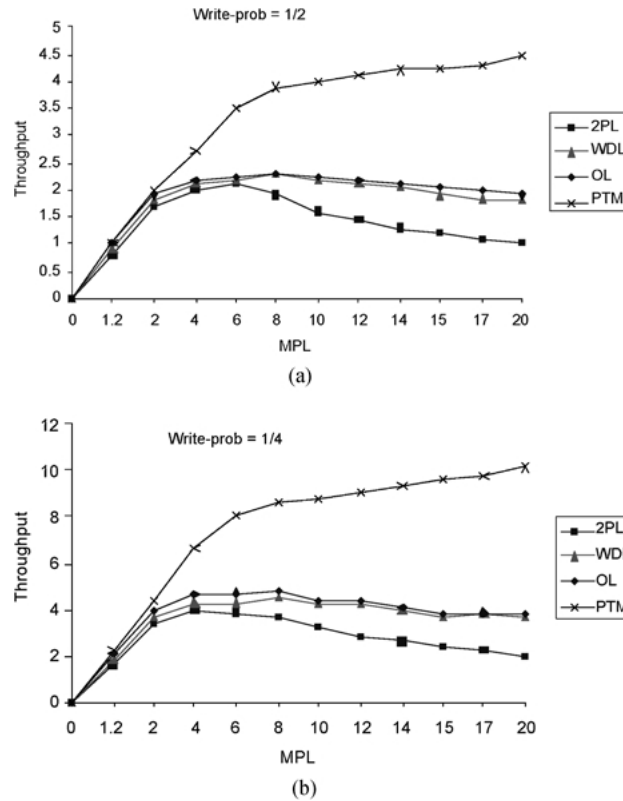 Write-prob = 1/2
5
4.5
4
3.5
3
2.5
2
1.5
1
0.5
0
Throughput
0 1.2 2 4 6 8 10 12 14 15 17 20
MPL
2PL
WDL
OL
PTM
(a)
Write-prob = 1/4
12
10
8
6
4
2
0
Throughput
0 1.2 2 4 6 8 10 12 14 15 17 20
MPL
2PL
WDL
OL
PTM
(b)